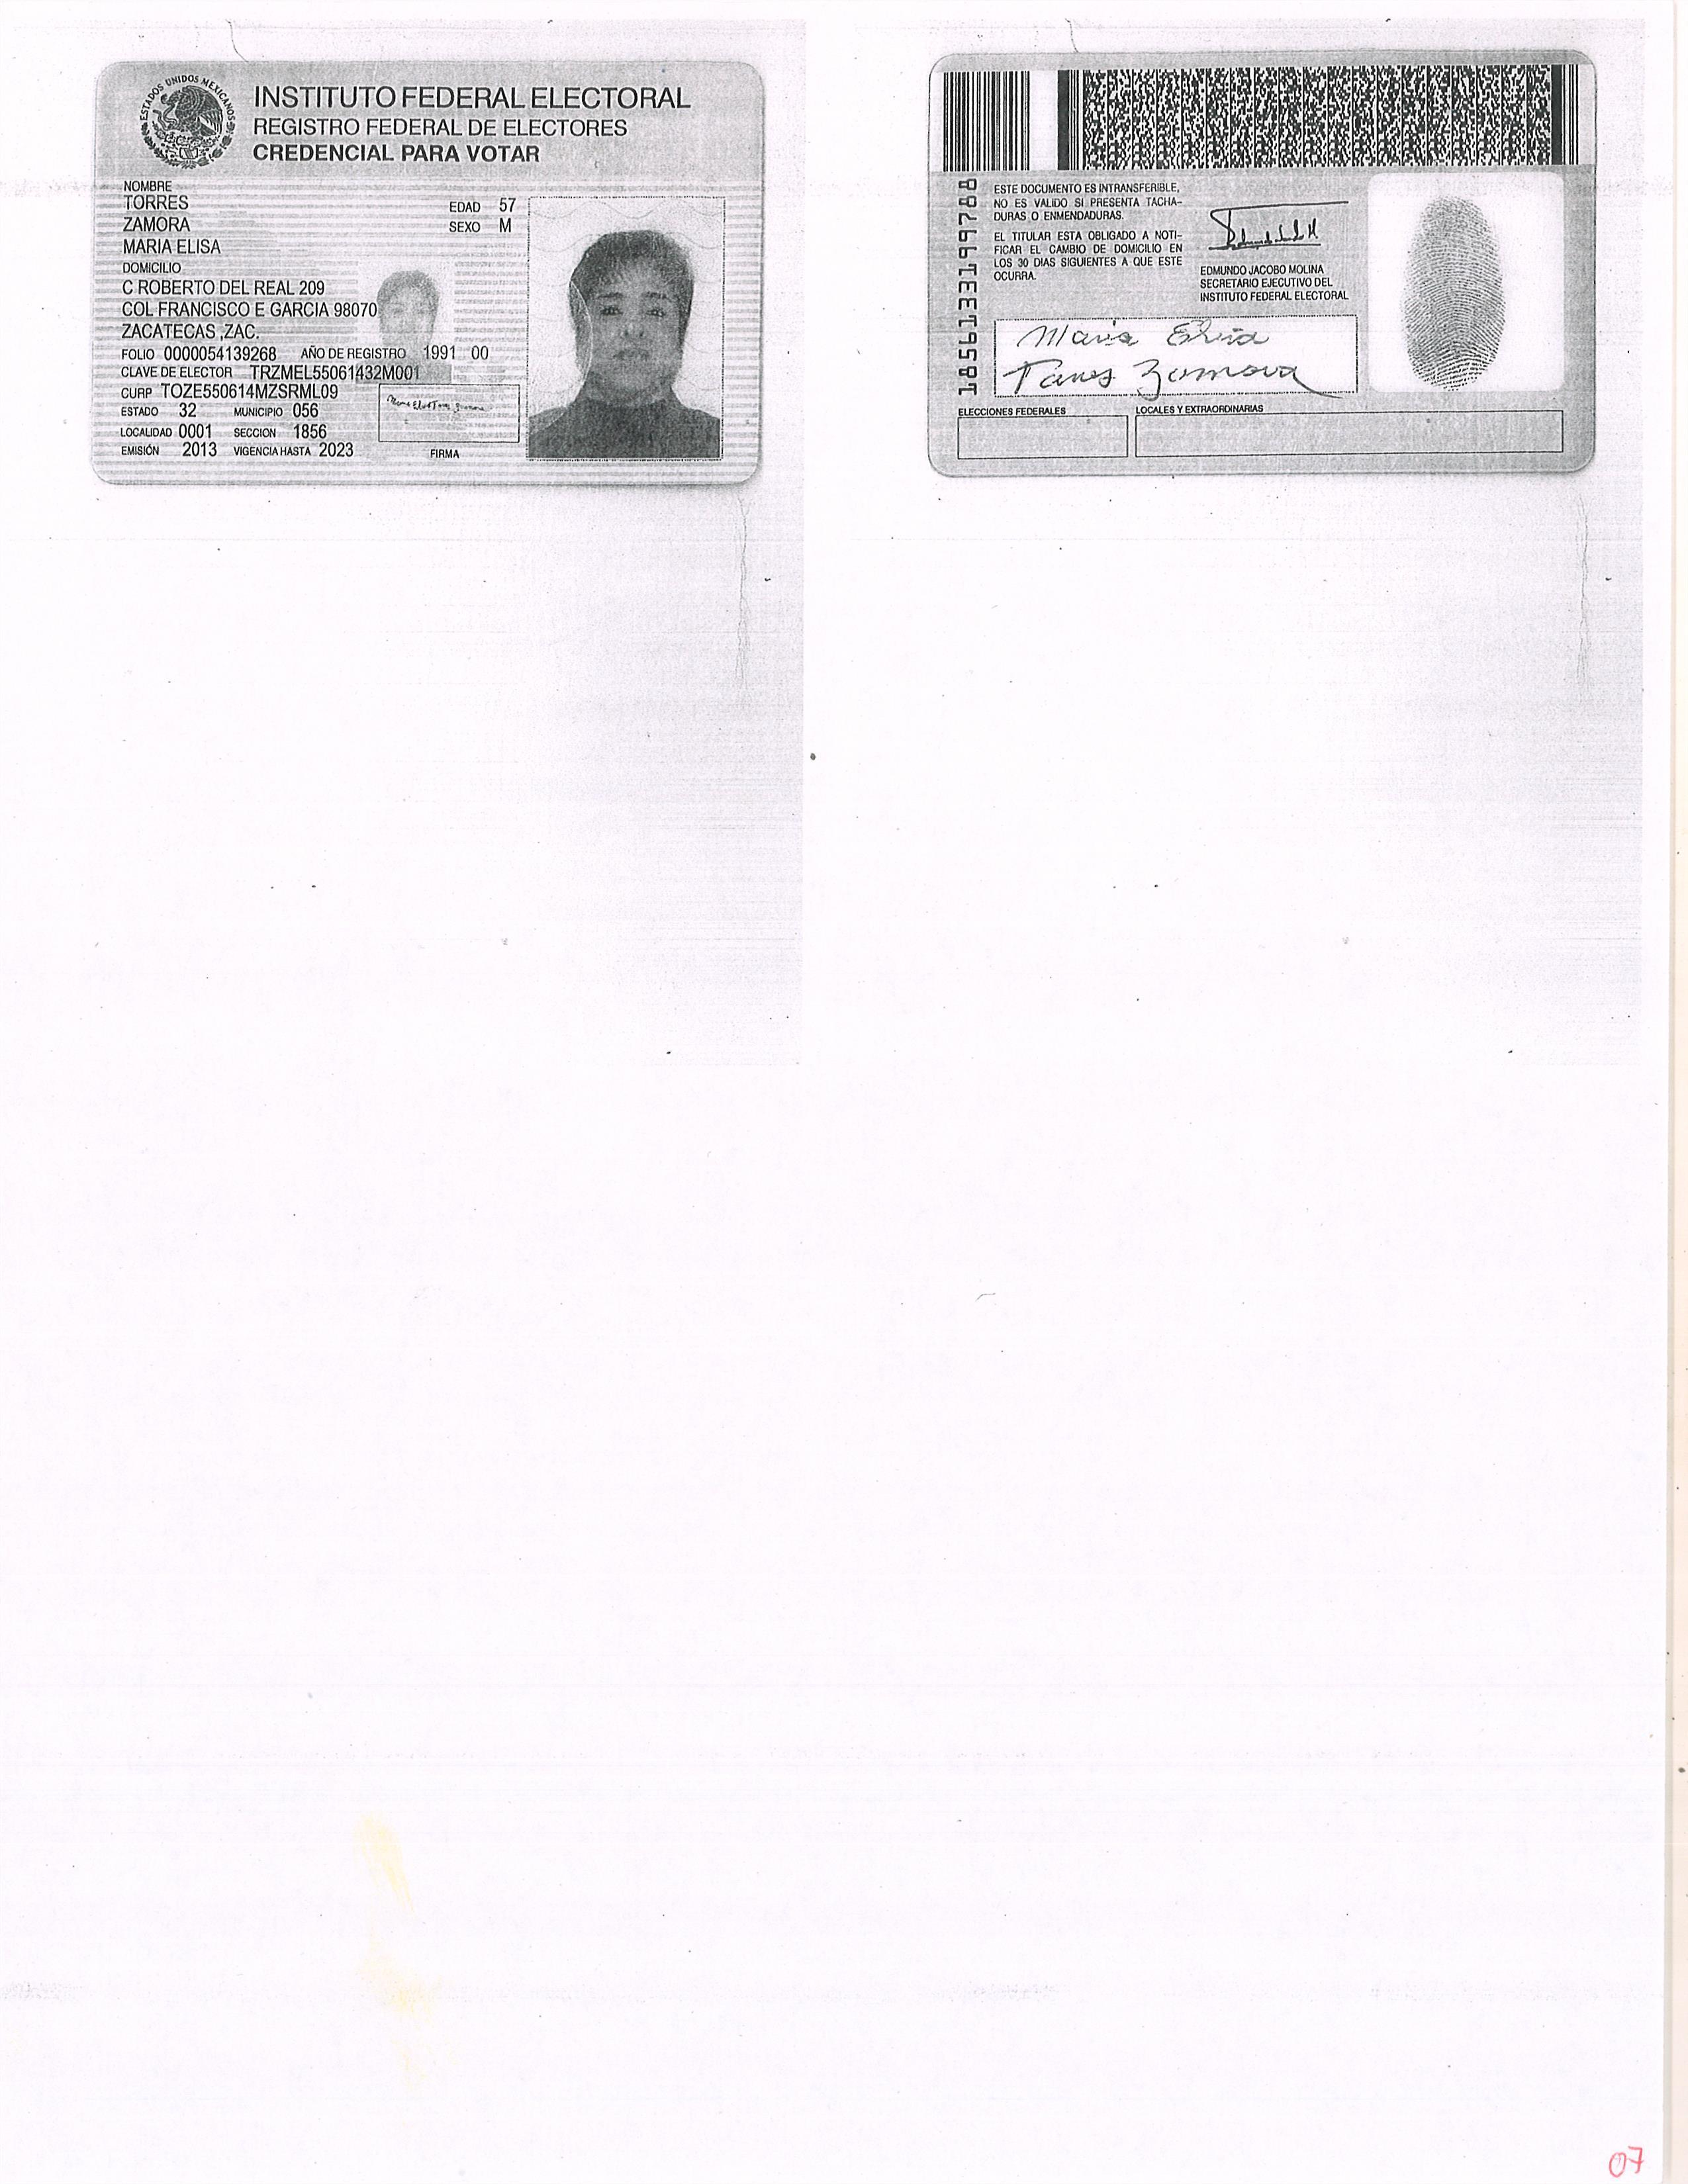 ESTADOS UNIDOS MEXICANOS
INSTITUTO FEDERAL ELECTORAL
REGISTRO FEDERAL DE ELECTORES
CREDENCIAL PARA VOTAR
NOMBRE
TORRES
ZAMORA
MARIA ELISA
EDAD 57
SEXO M
DOMICILIO
C ROBERTO DEL REAL 209
COL FRANCISCO E GARCIA 98070
ZACATECAS ,ZAC.
FOLIO 0000054139268 AÑO DE REGISTRO 1991 00
CLAVE DE ELECTOR TRZMEL55061432M001
CURP TOZE550614MZSRML09
ESTADO 32 MUNICIPIO 056
LOCALIDAD 0001 SECCION 1856
EMISIÓN 2013 VIGENCIA HASTA 2023
FIRMA
1856133199788
ESTE DOCUMENTO ES INTRANSFERIBLE,
NO ES VALIDO SI PRESENTA TACHA-
DURAS O ENMENDADURAS.
EL TITULAR ESTA OBLIGADO A NOTI-
FICAR EL CAMBIO DE DOMICILIO EN
LOS 30 DIAS SIGUIENTES A QUE ESTE
OCURRA.
EDMUNDO JACOBO MOLINA
SECRETARIO EJECUTIVO DEL
INSTITUTO FEDERAL ELECTORAL
Maria Elisa
Torres Zamora
ELECCIONES FEDERALES
LOCALES Y EXTRAORDINARIAS
07